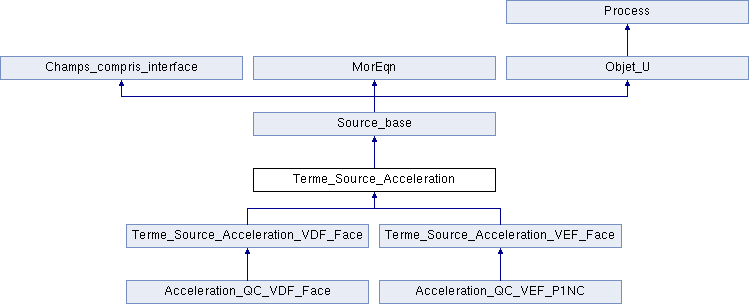 Process
Champs_compris_interface
MorEqn
Objet_U
Source_base
Terme_Source_Acceleration
Terme_Source_Acceleration_VDF_Face
Terme_Source_Acceleration_VEF_Face
Acceleration_QC_VDF_Face
Acceleration_QC_VEF_P1NC